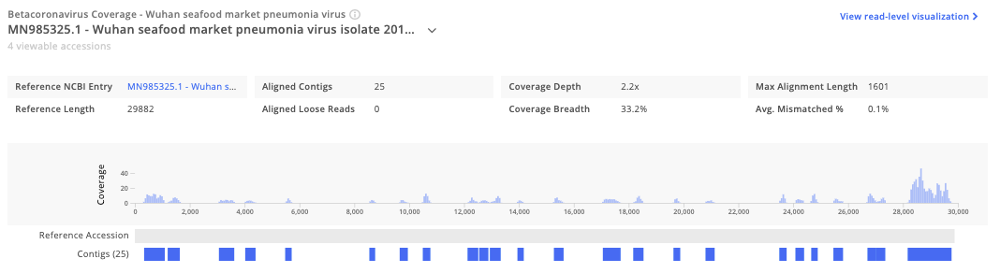 Betacoronavirus Coverage - Wuhan seafood market pneumonia virus
View read-level visualization
MN985325.1 - Wuhan seafood market pneumonia virus isolate 201...
4 viewable accessions
Reference NCBI Entry MN985325.1 - Wuhan s... Aligned Contigs 25 Coverage Depth 2.2x Max Alignment Length 1601
Reference Length 29882 Aligned Loose Reads 0 Coverage Breadth 33.2% Avg. Mismatched % 0.1%
Coverage
40
20
0
0 2,000 4,000 6,000 8,000 10,000 12,000 14,000 16,000 18,000 20,000 22,000 24,000 26,000 28,000 30,000
Reference Accession
Contigs (25)